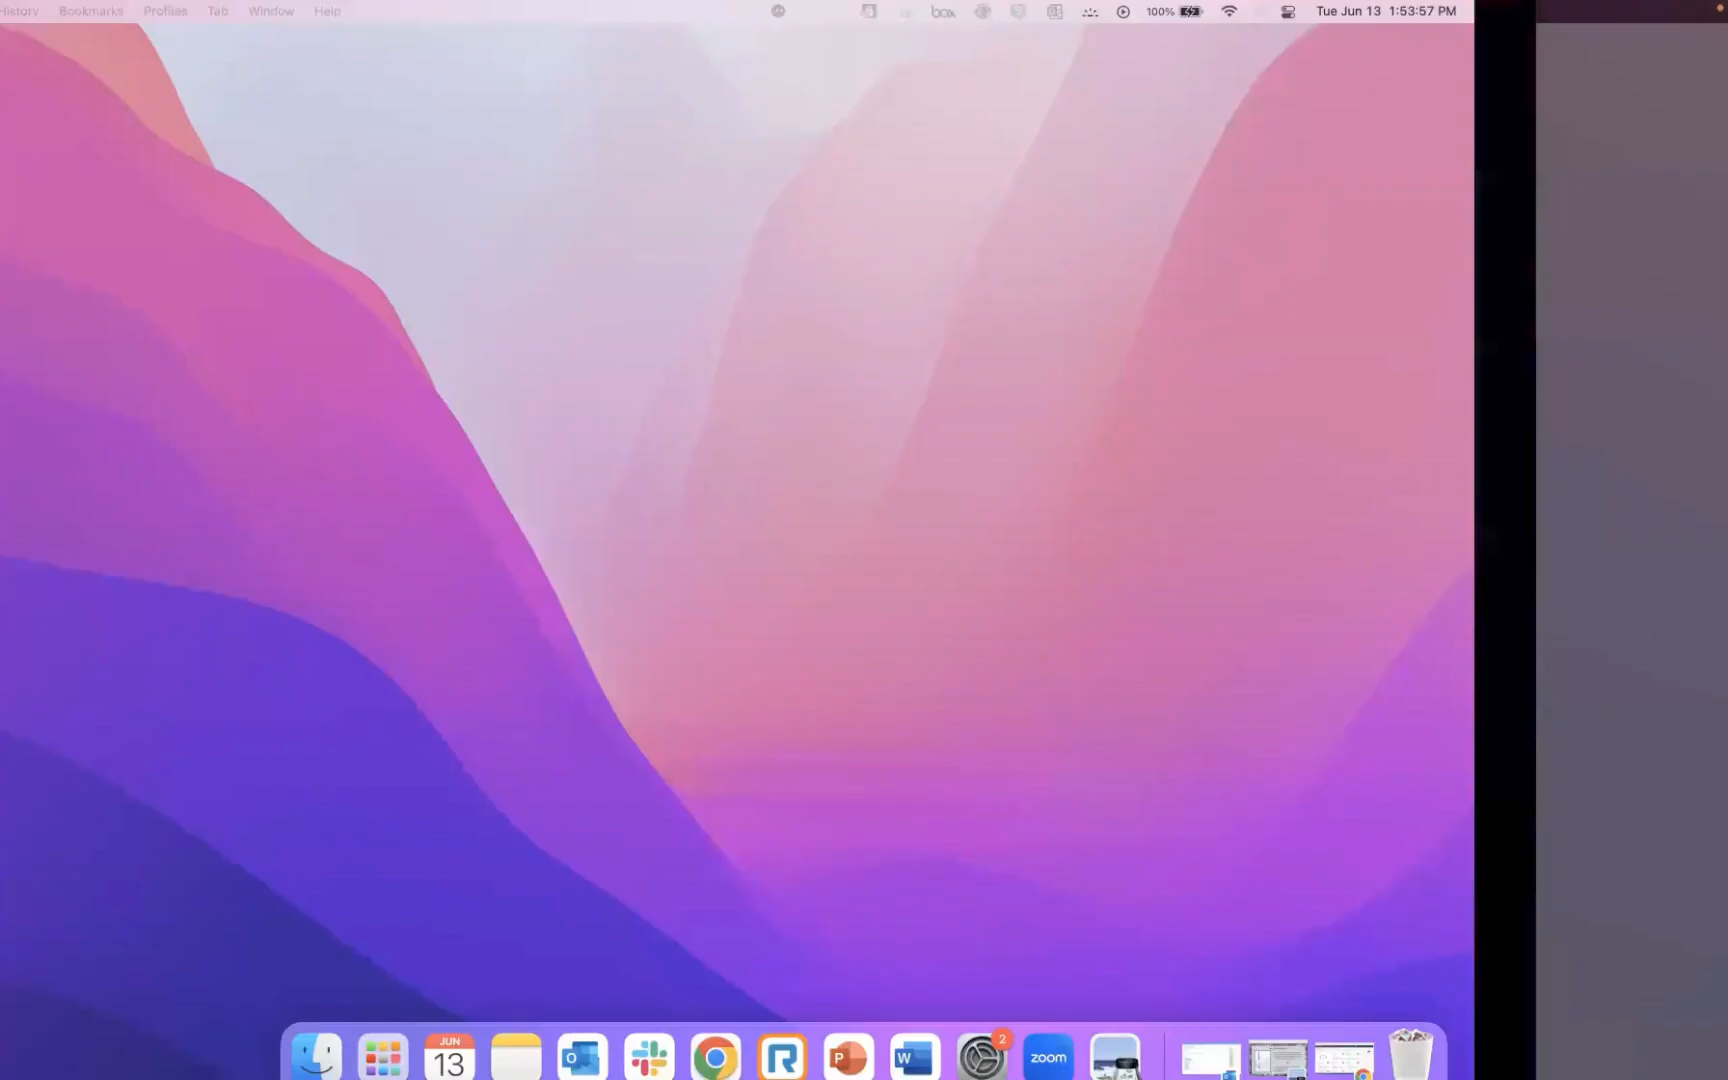 History Bookmarks Profiles Tab Window Help box 100% Tue Jun 13 1:53:57 PM
JUN
13
O
P
W
2
zoom